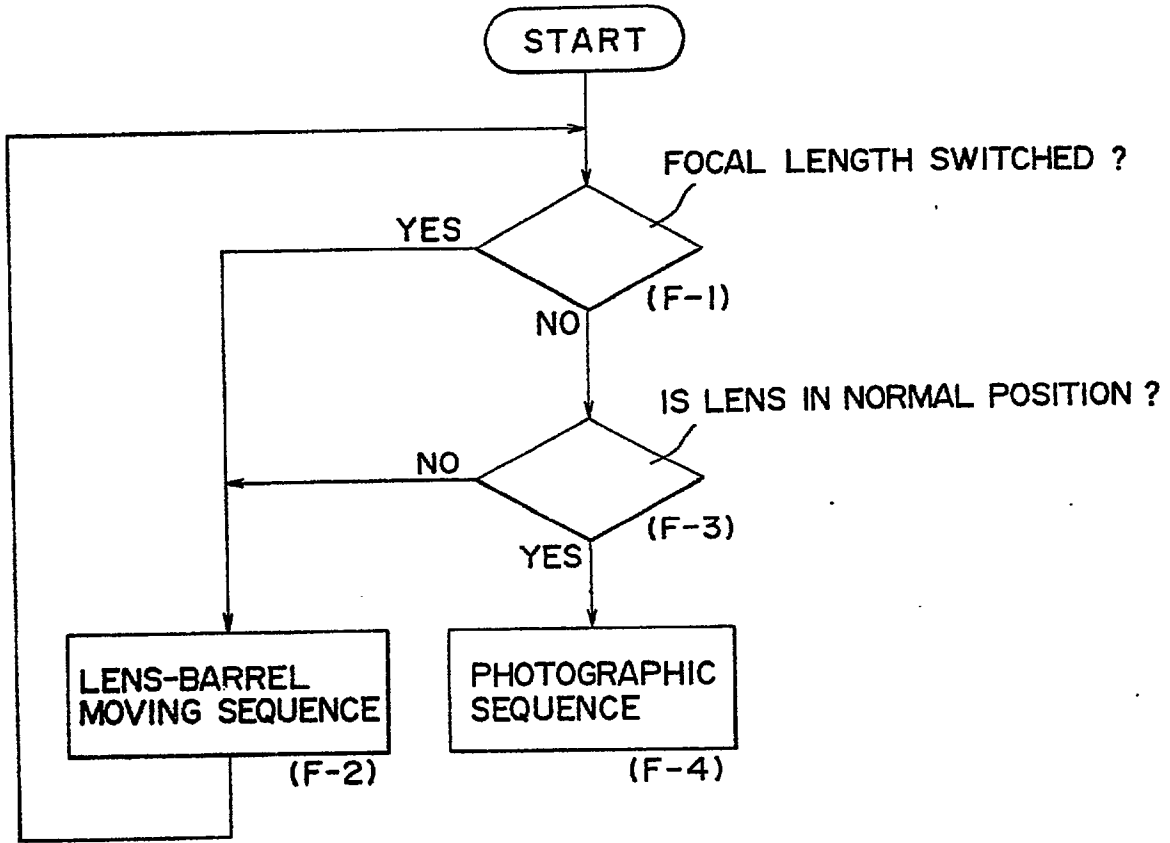 START
FOCAL LENGTH SWITCHED ?
YES
(F-1)
NO
IS LENS IN NORMAL POSITION ?
NO
(F-3)
YES
LENS-BARREL
MOVING SEQUENCE
(F-2)
PHOTOGRAPHIC
SEQUENCE
(F-4)